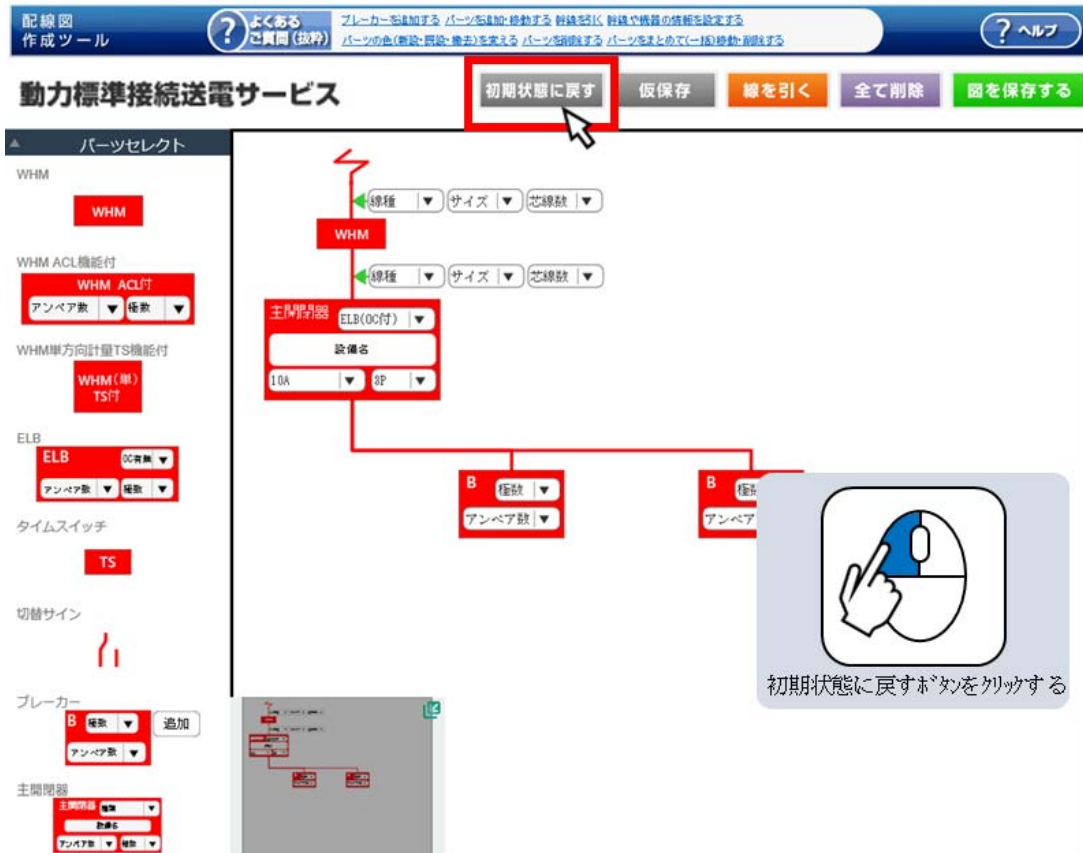 配線図
作成ツール
?
よくある
ご質問(抜粋)
ブレーカーを追加する パーツを追加・移動する 幹線を引く 幹線や機器の情報を設定する
パーツの色(新設・既設・撤去)を変える パーツを削除する パーツをまとめて(一括)移動・削除する
? ヘルプ
動力標準接続送電サービス
初期状態に戻す
仮保存
線を引く
全て削除
図を保存する
パーツセレクト
WHM
WHM
WHM ACL機能付
WHM ACL付
アンペア数 ▼ 極数 ▼
WHM単方向計量TS機能付
WHM(単)
TS付
ELB
ELB OC有無 ▼
アンペア数 ▼ 極数 ▼
タイムスイッチ
TS
切替サイン
ブレーカー
B 極数 ▼ 追加
アンペア数 ▼
主開閉器
主開閉器 種類 ▼
設備名
アンペア数 ▼ 極数 ▼
線種 ▼ サイズ ▼ 芯線数 ▼
WHM
線種 ▼ サイズ ▼ 芯線数 ▼
主開閉器 ELB(OC付) ▼
設備名
10A ▼ 3P ▼
B 極数 ▼
アンペア数 ▼
B 極
アンペア
初期状態に戻すボタンをクリックする